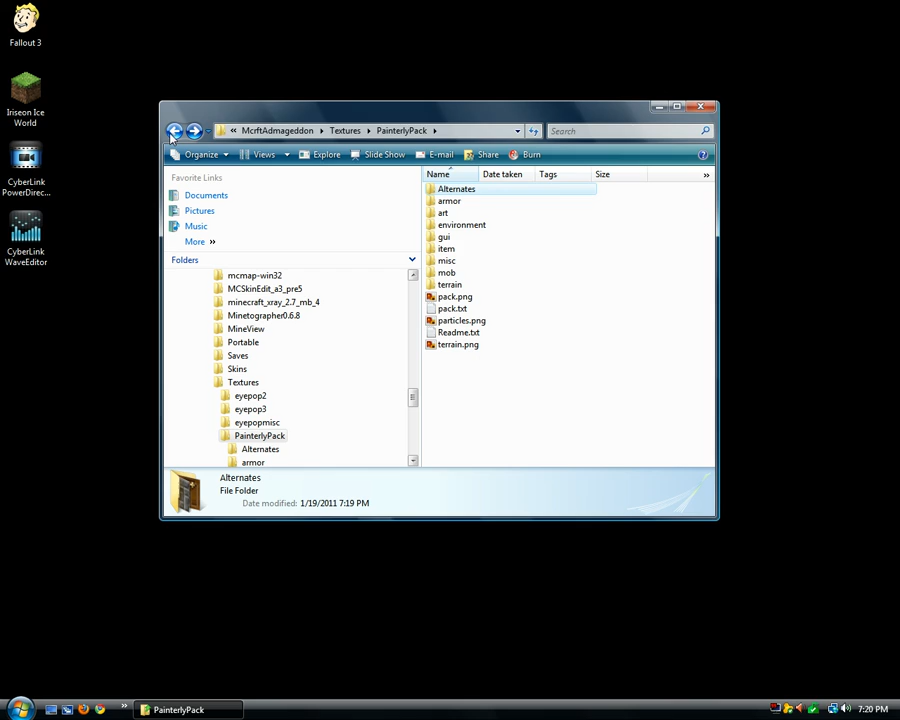 Fallout 3
Iriseon Ice
World
CyberLink
PowerDirec...
CyberLink
WaveEditor
« McrftAdmageddon Textures PainterlyPack
Search
Organize Views Explore Slide Show E-mail Share Burn
Favorite Links
Documents
Pictures
Music
More »
Folders
mcmap-win32
MCSkinEdit_a3_pre5
minecraft_xray_2.7_mb_4
Minetographer0.6.8
MineView
Portable
Saves
Skins
Textures
eyepop2
eyepop3
eyepopmisc
PainterlyPack
Alternates
armor
Name Date taken Tags Size »
Alternates
armor
art
environment
gui
item
misc
mob
terrain
pack.png
pack.txt
particles.png
Readme.txt
terrain.png
Alternates
File Folder
Date modified: 1/19/2011 7:19 PM
» PainterlyPack 7:20 PM